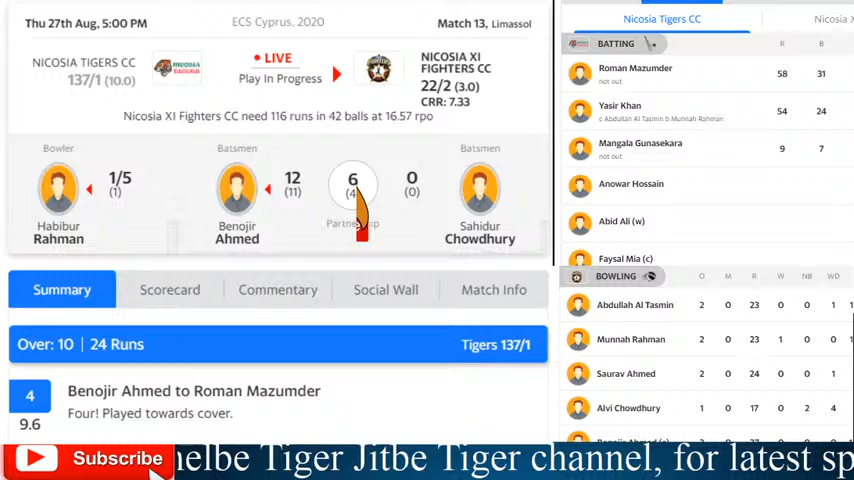 Thu 27th Aug, 5:00 PM
ECS Cyprus, 2020
Match 13, Limassol
NICOSIA TIGERS CC
137/1 (10.0)
LIVE
Play In Progress
NICOSIA XI
FIGHTERS CC
22/2 (3.0)
CRR: 7.33
Nicosia XI Fighters CC need 116 runs in 42 balls at 16.57 rpo
Bowler
Batsmen
Batsmen
1/5
(1)
12
(11)
6
0
(0)
Habibur
Rahman
Benojir
Ahmed
Sahidur
Chowdhury
Summary
Scorecard
Commentary
Social Wall
Match Info
Over: 10 | 24 Runs
Tigers 137/1
4
9.6
Benojir Ahmed to Roman Mazumder
Four! Played towards cover.
Nicosia Tigers CC
Nicosia X
BATTING R B
Roman Mazumder 58 31
not out
Yasir Khan 54 24
c Abdullah Al Tasmin b Munnah Rahman
Mangala Gunasekara 9 7
not out
Anowar Hossain
Abid Ali (w)
Faysal Mia (c)
BOWLING O M R W NB WD
Abdullah Al Tasmin 2 0 23 0 0 1
Munnah Rahman 2 0 23 1 0 0
Saurav Ahmed 2 0 24 0 0 1
Alvi Chowdhury 1 0 17 0 2 4
Subscribe
helbe Tiger Jitbe Tiger channel, for latest sp